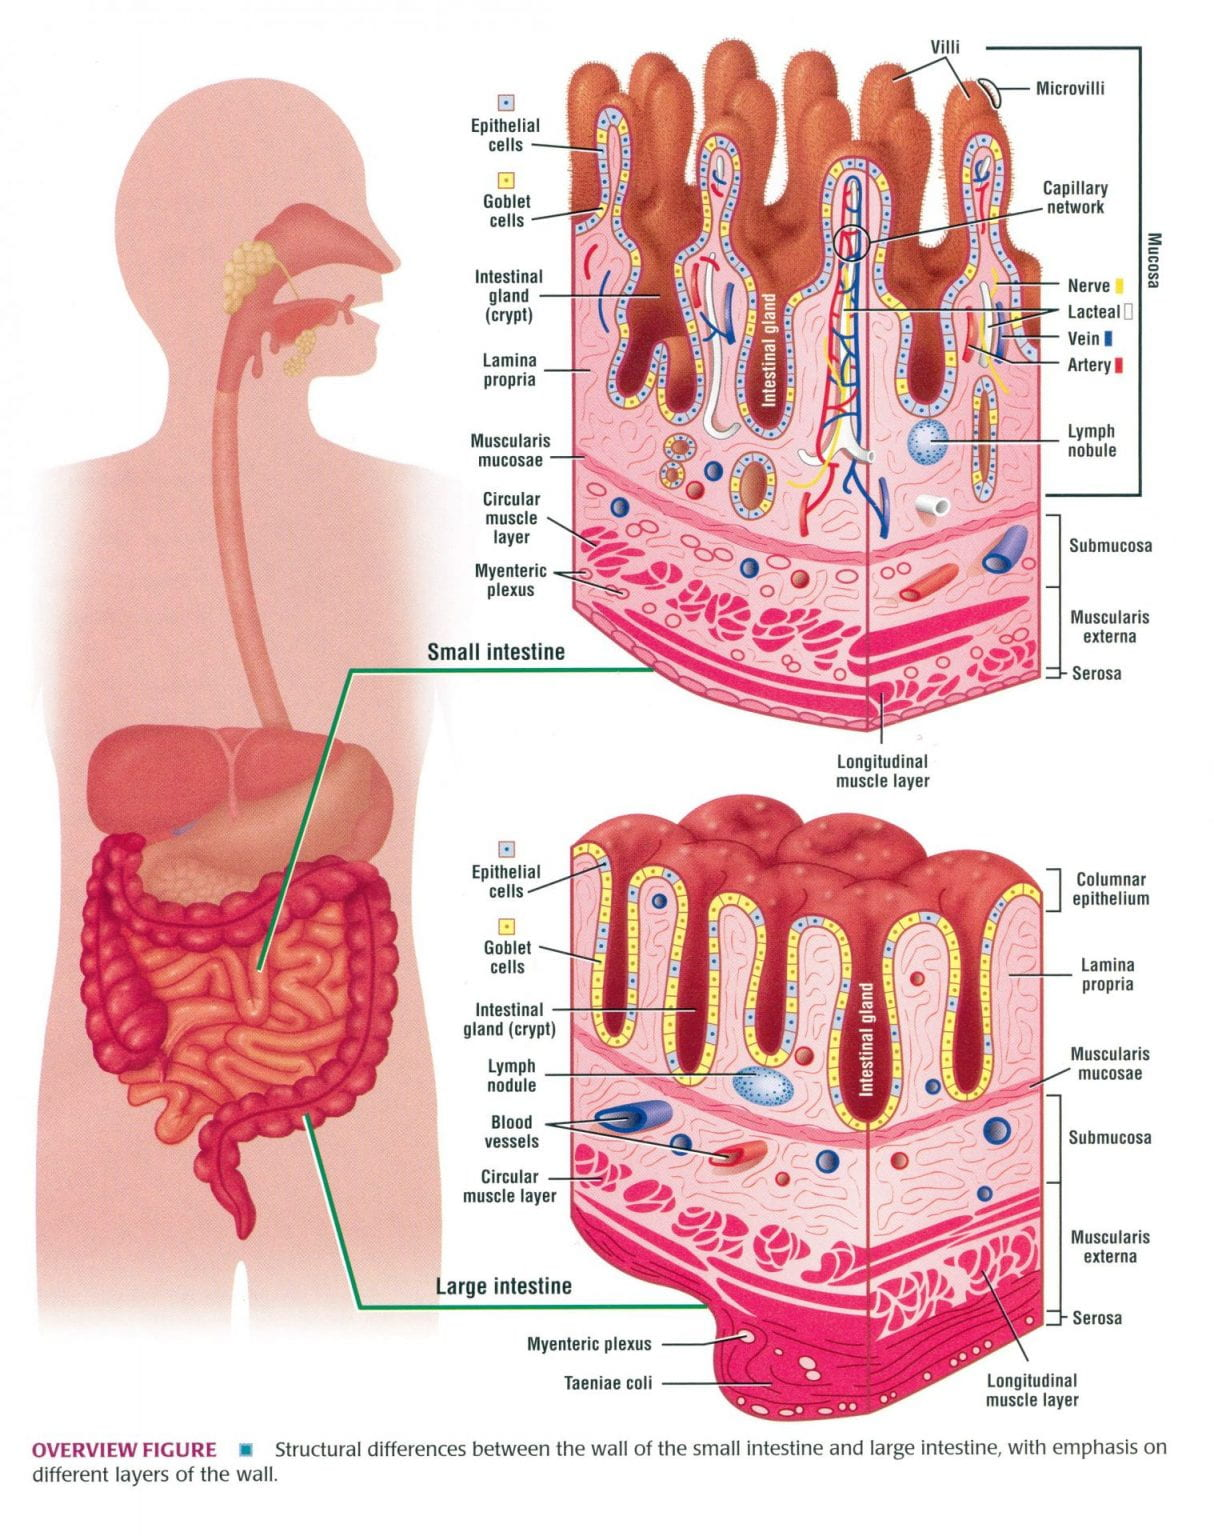 Villi
Microvilli
Epithelial
cells
Goblet
cells
Capillary
network
Mucosa
Intestinal
gland
(crypt)
Intestinal gland
Nerve
Lacteal
Vein
Artery
Lamina
propria
Muscularis
mucosae
Lymph
nobule
Circular
muscle
layer
Submucosa
Myenteric
plexus
Muscularis
externa
Small intestine
Serosa
Longitudinal
muscle layer
Epithelial
cells
Columnar
epithelium
Goblet
cells
Lamina
propria
Intestinal
gland (crypt)
Intestinal gland
Lymph
nodule
Muscularis
mucosae
Blood
vessels
Submucosa
Circular
muscle layer
Muscularis
externa
Large intestine
Serosa
Myenteric plexus
Taeniae coli
Longitudinal
muscle layer
OVERVIEW FIGURE ■ Structural differences between the wall of the small intestine and large intestine, with emphasis on
different layers of the wall.